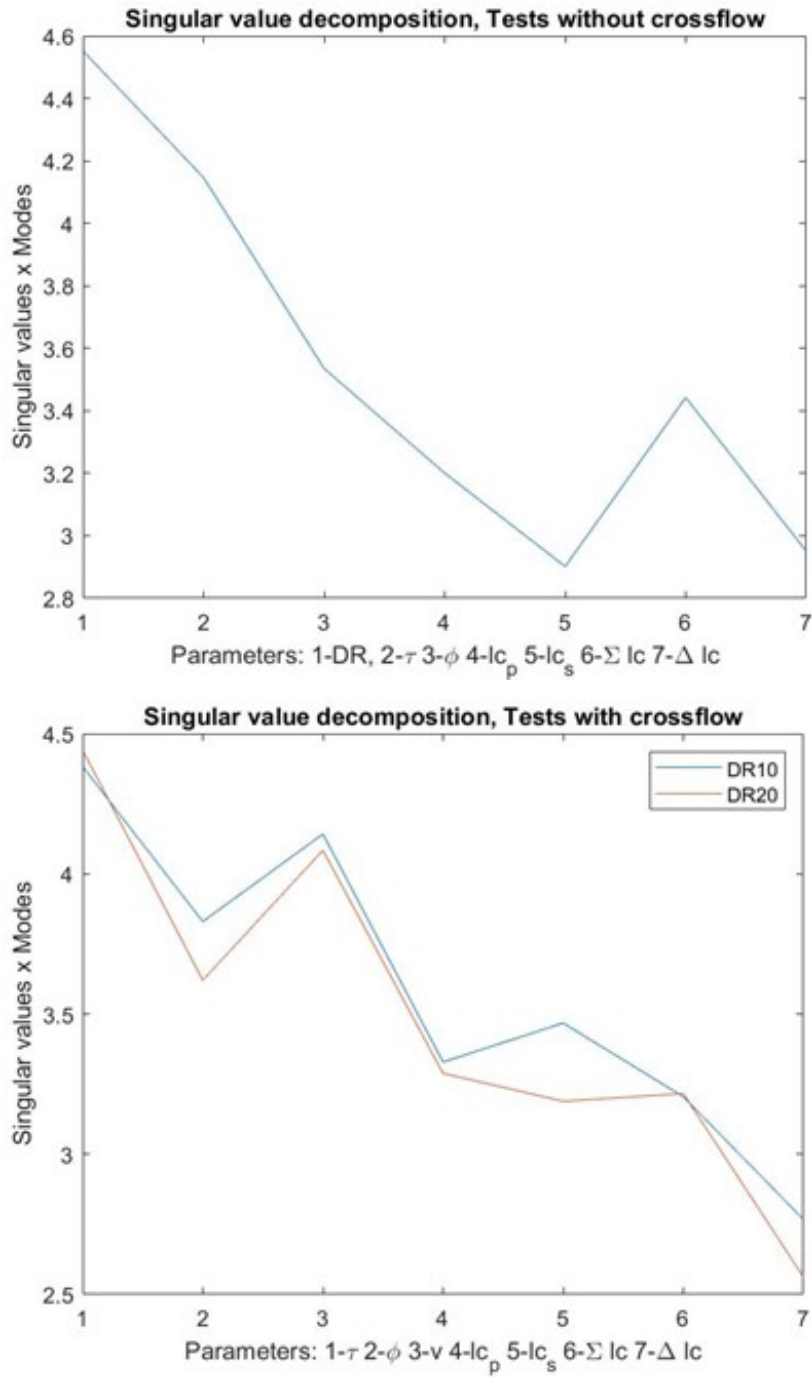 Singular value decomposition, Tests without crossflow
4.6
4.4
4.2
4
3.8
3.6
3.4
3.2
3
2.8
Singular values x Modes
1 2 3 4 5 6 7
Parameters: 1-DR, 2-τ 3-ϕ 4-lc_p 5-lc_s 6-Σ lc 7-Δ lc
Singular value decomposition, Tests with crossflow
4.5
4
3.5
3
2.5
Singular values x Modes
DR10
DR20
1 2 3 4 5 6 7
Parameters: 1-τ 2-ϕ 3-v 4-lc_p 5-lc_s 6-Σ lc 7-Δ lc